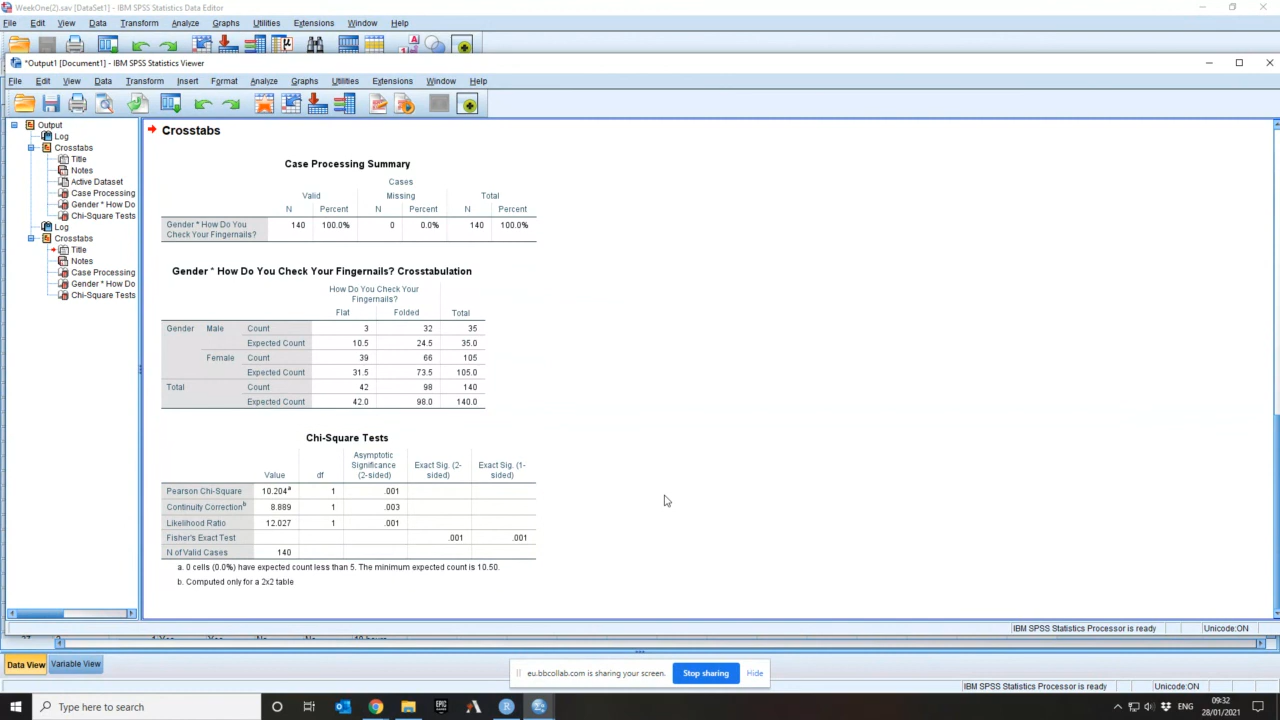 WeekOne(2).sav [DataSet1] - IBM SPSS Statistics Data Editor
File Edit View Data Transform Analyze Graphs Utilities Extensions Window Help
*Output1 [Document1] - IBM SPSS Statistics Viewer
File Edit View Data Transform Insert Format Analyze Graphs Utilities Extensions Window Help
Output
Log
Crosstabs
Title
Notes
Active Dataset
Case Processing
Gender * How Do
Chi-Square Tests
Log
Crosstabs
Title
Notes
Case Processing
Gender * How Do
Chi-Square Tests
Crosstabs
Case Processing Summary
Cases
Valid Missing Total
N Percent N Percent N Percent
Gender * How Do You
Check Your Fingernails?
140 100.0% 0 0.0% 140 100.0%
Gender * How Do You Check Your Fingernails? Crosstabulation
How Do You Check Your
Fingernails?
Flat Folded Total
Gender Male Count 3 32 35
Expected Count 10.5 24.5 35.0
Female Count 39 66 105
Expected Count 31.5 73.5 105.0
Total Count 42 98 140
Expected Count 42.0 98.0 140.0
Chi-Square Tests
Value df Asymptotic Significance (2-sided) Exact Sig. (2-sided) Exact Sig. (1-sided)
Pearson Chi-Square 10.204a 1 .001
Continuity Correctionb 8.889 1 .003
Likelihood Ratio 12.027 1 .001
Fisher's Exact Test .001 .001
N of Valid Cases 140
a. 0 cells (0.0%) have expected count less than 5. The minimum expected count is 10.50.
b. Computed only for a 2x2 table
IBM SPSS Statistics Processor is ready Unicode:ON
Data View Variable View
eu.bbcollab.com is sharing your screen. Stop sharing Hide
IBM SPSS Statistics Processor is ready Unicode:ON
Type here to search
EPIC
ENG
09:32
28/01/2021